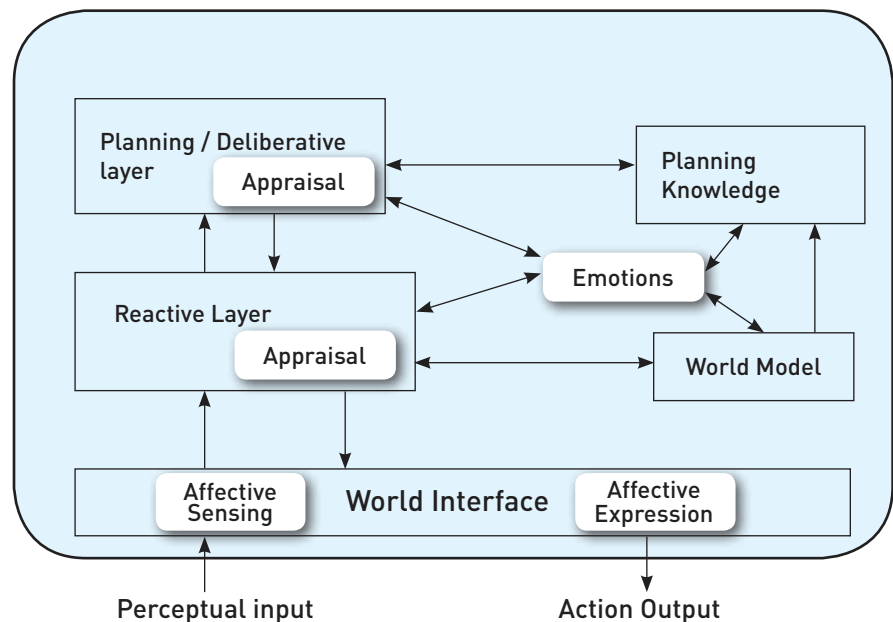 Planning / Deliberative
layer
Appraisal
Planning
Knowledge
Emotions
Reactive Layer
Appraisal
World Model
Affective
Sensing
World Interface
Affective
Expression
Perceptual input
Action Output